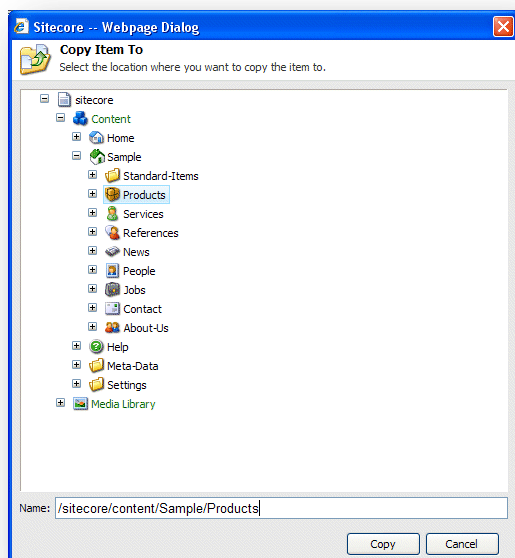 Sitecore -- Webpage Dialog
Copy Item To
Select the location where you want to copy the item to.
sitecore
Content
Home
Sample
Standard-Items
Products
Services
References
News
People
Jobs
Contact
About-Us
Help
Meta-Data
Settings
Media Library
Name: /sitecore/content/Sample/Products
Copy Cancel